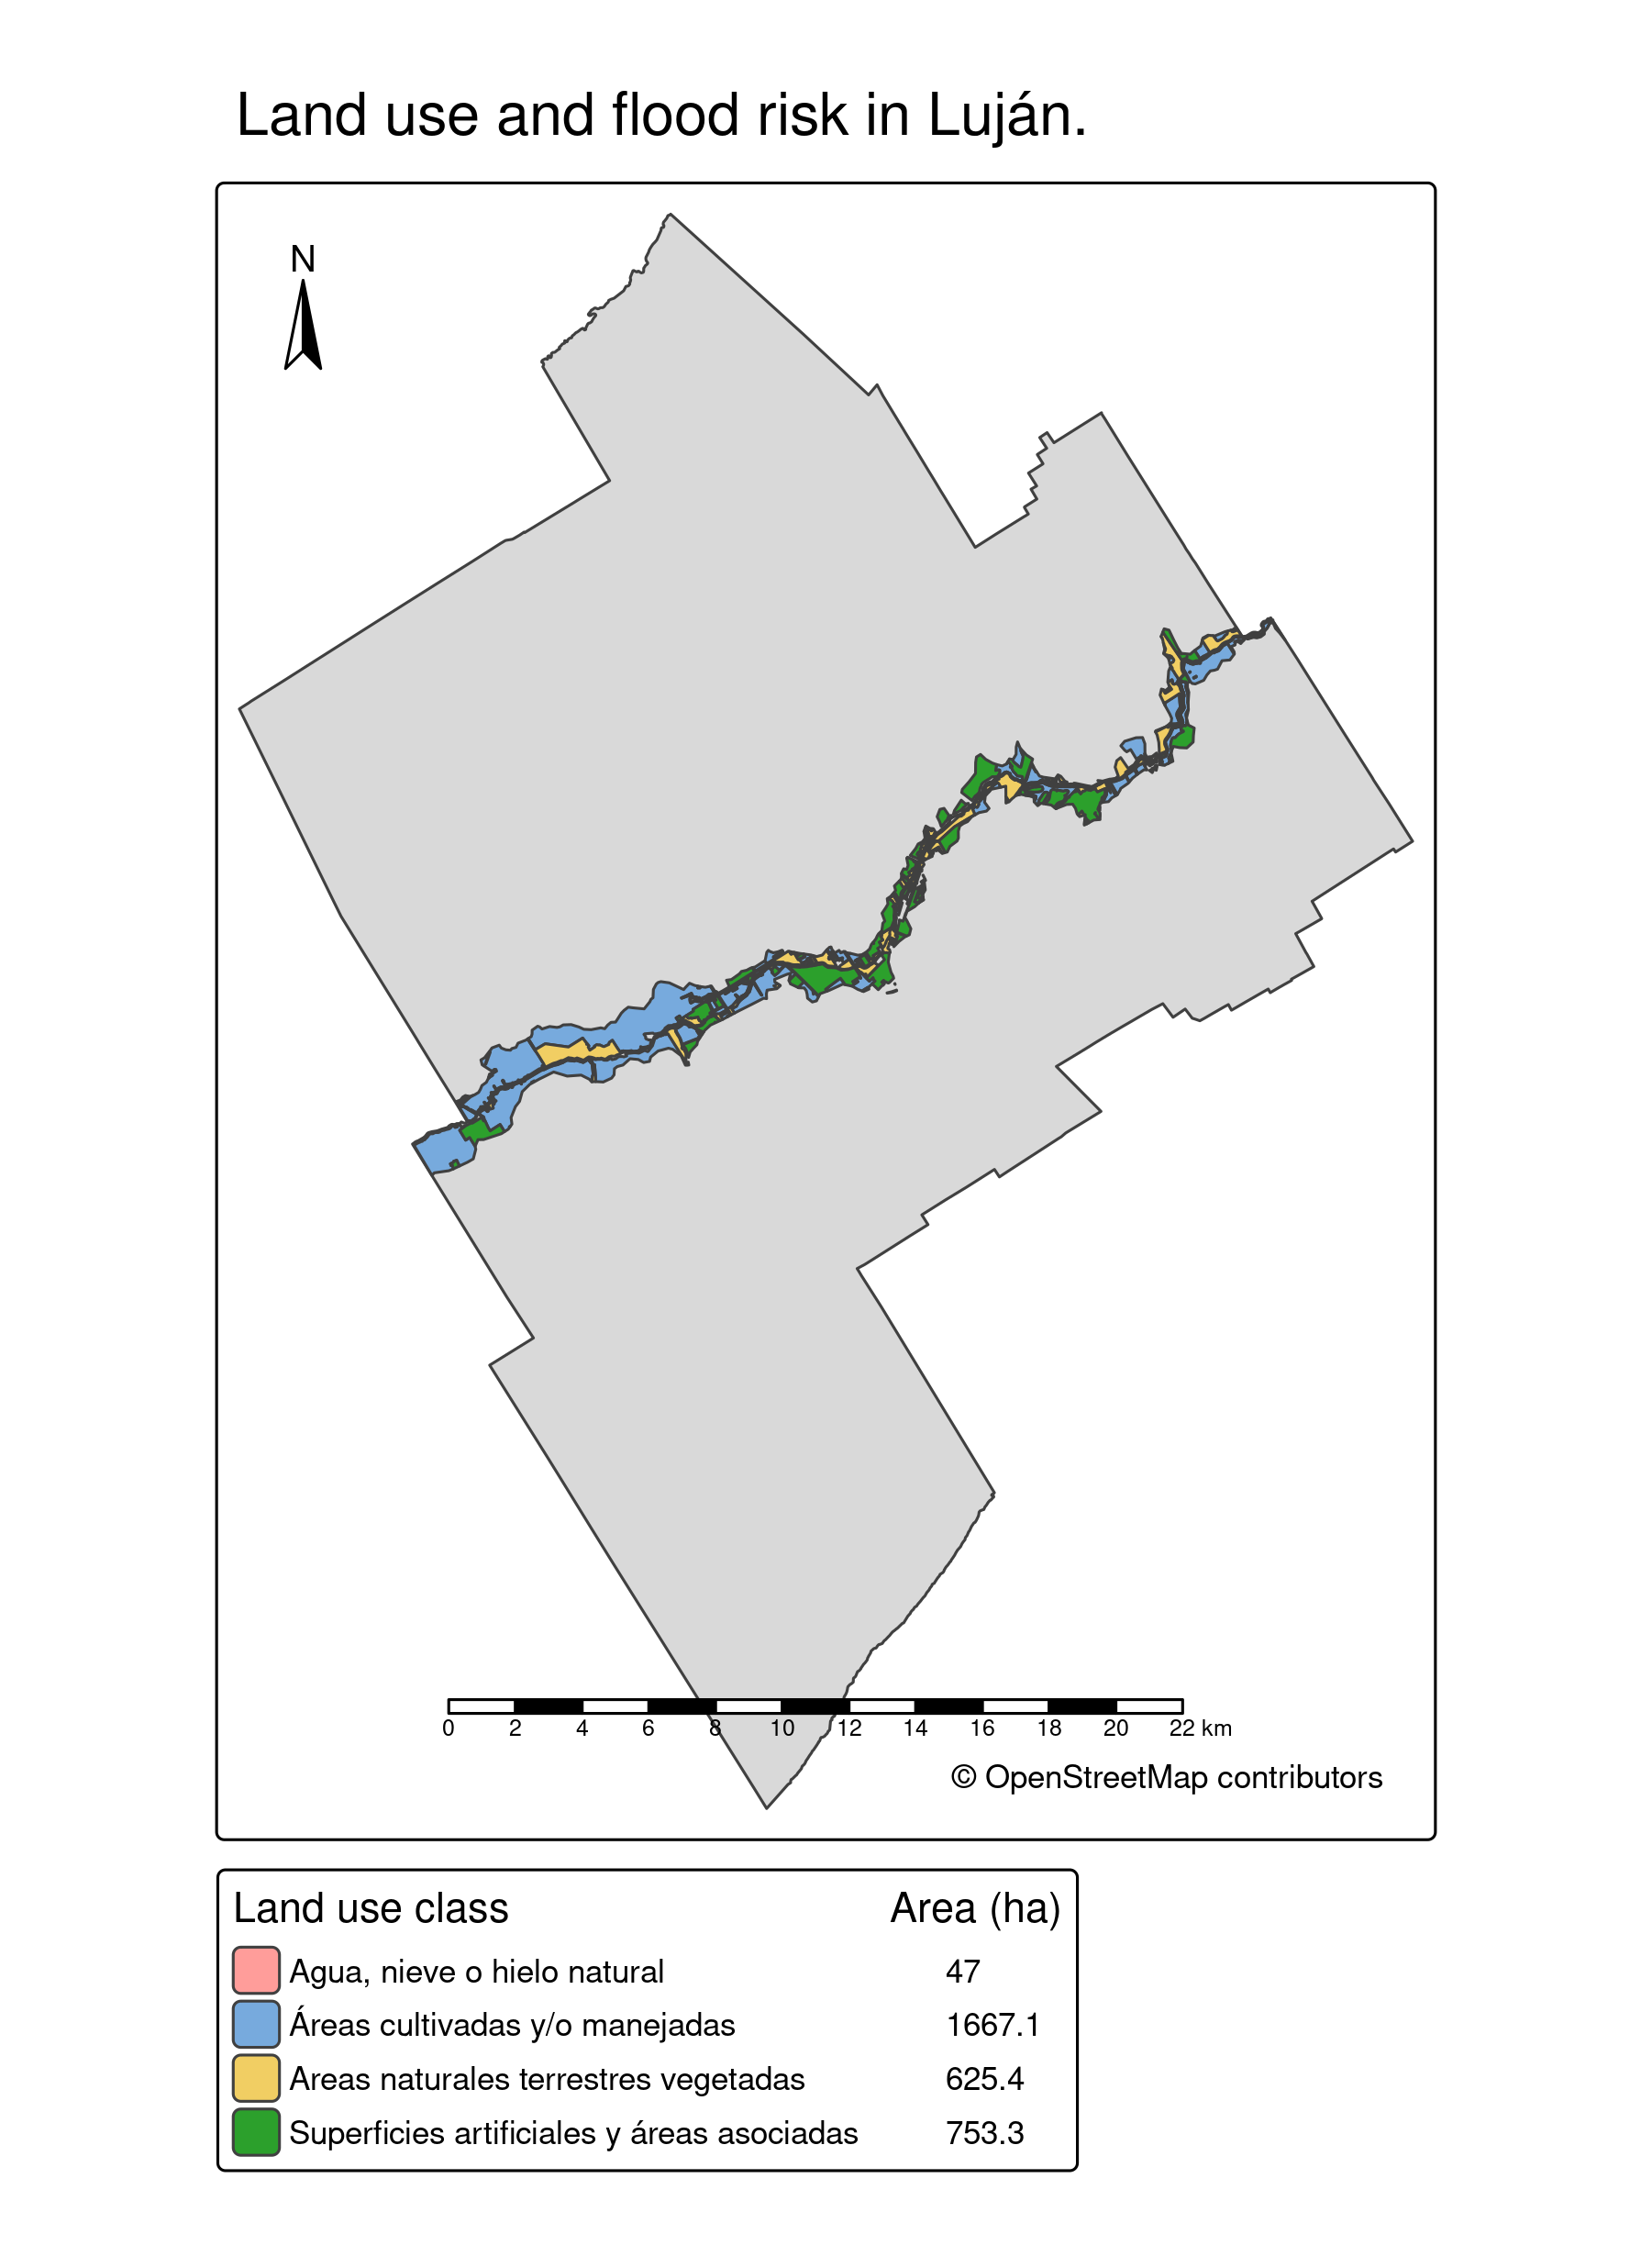 Land use and flood risk in Luján.
N
0 2 4 6 8 10 12 14 16 18 20 22 km
© OpenStreetMap contributors
Land use class Area (ha)
Agua, nieve o hielo natural 47
Áreas cultivadas y/o manejadas 1667.1
Areas naturales terrestres vegetadas 625.4
Superficies artificiales y áreas asociadas 753.3